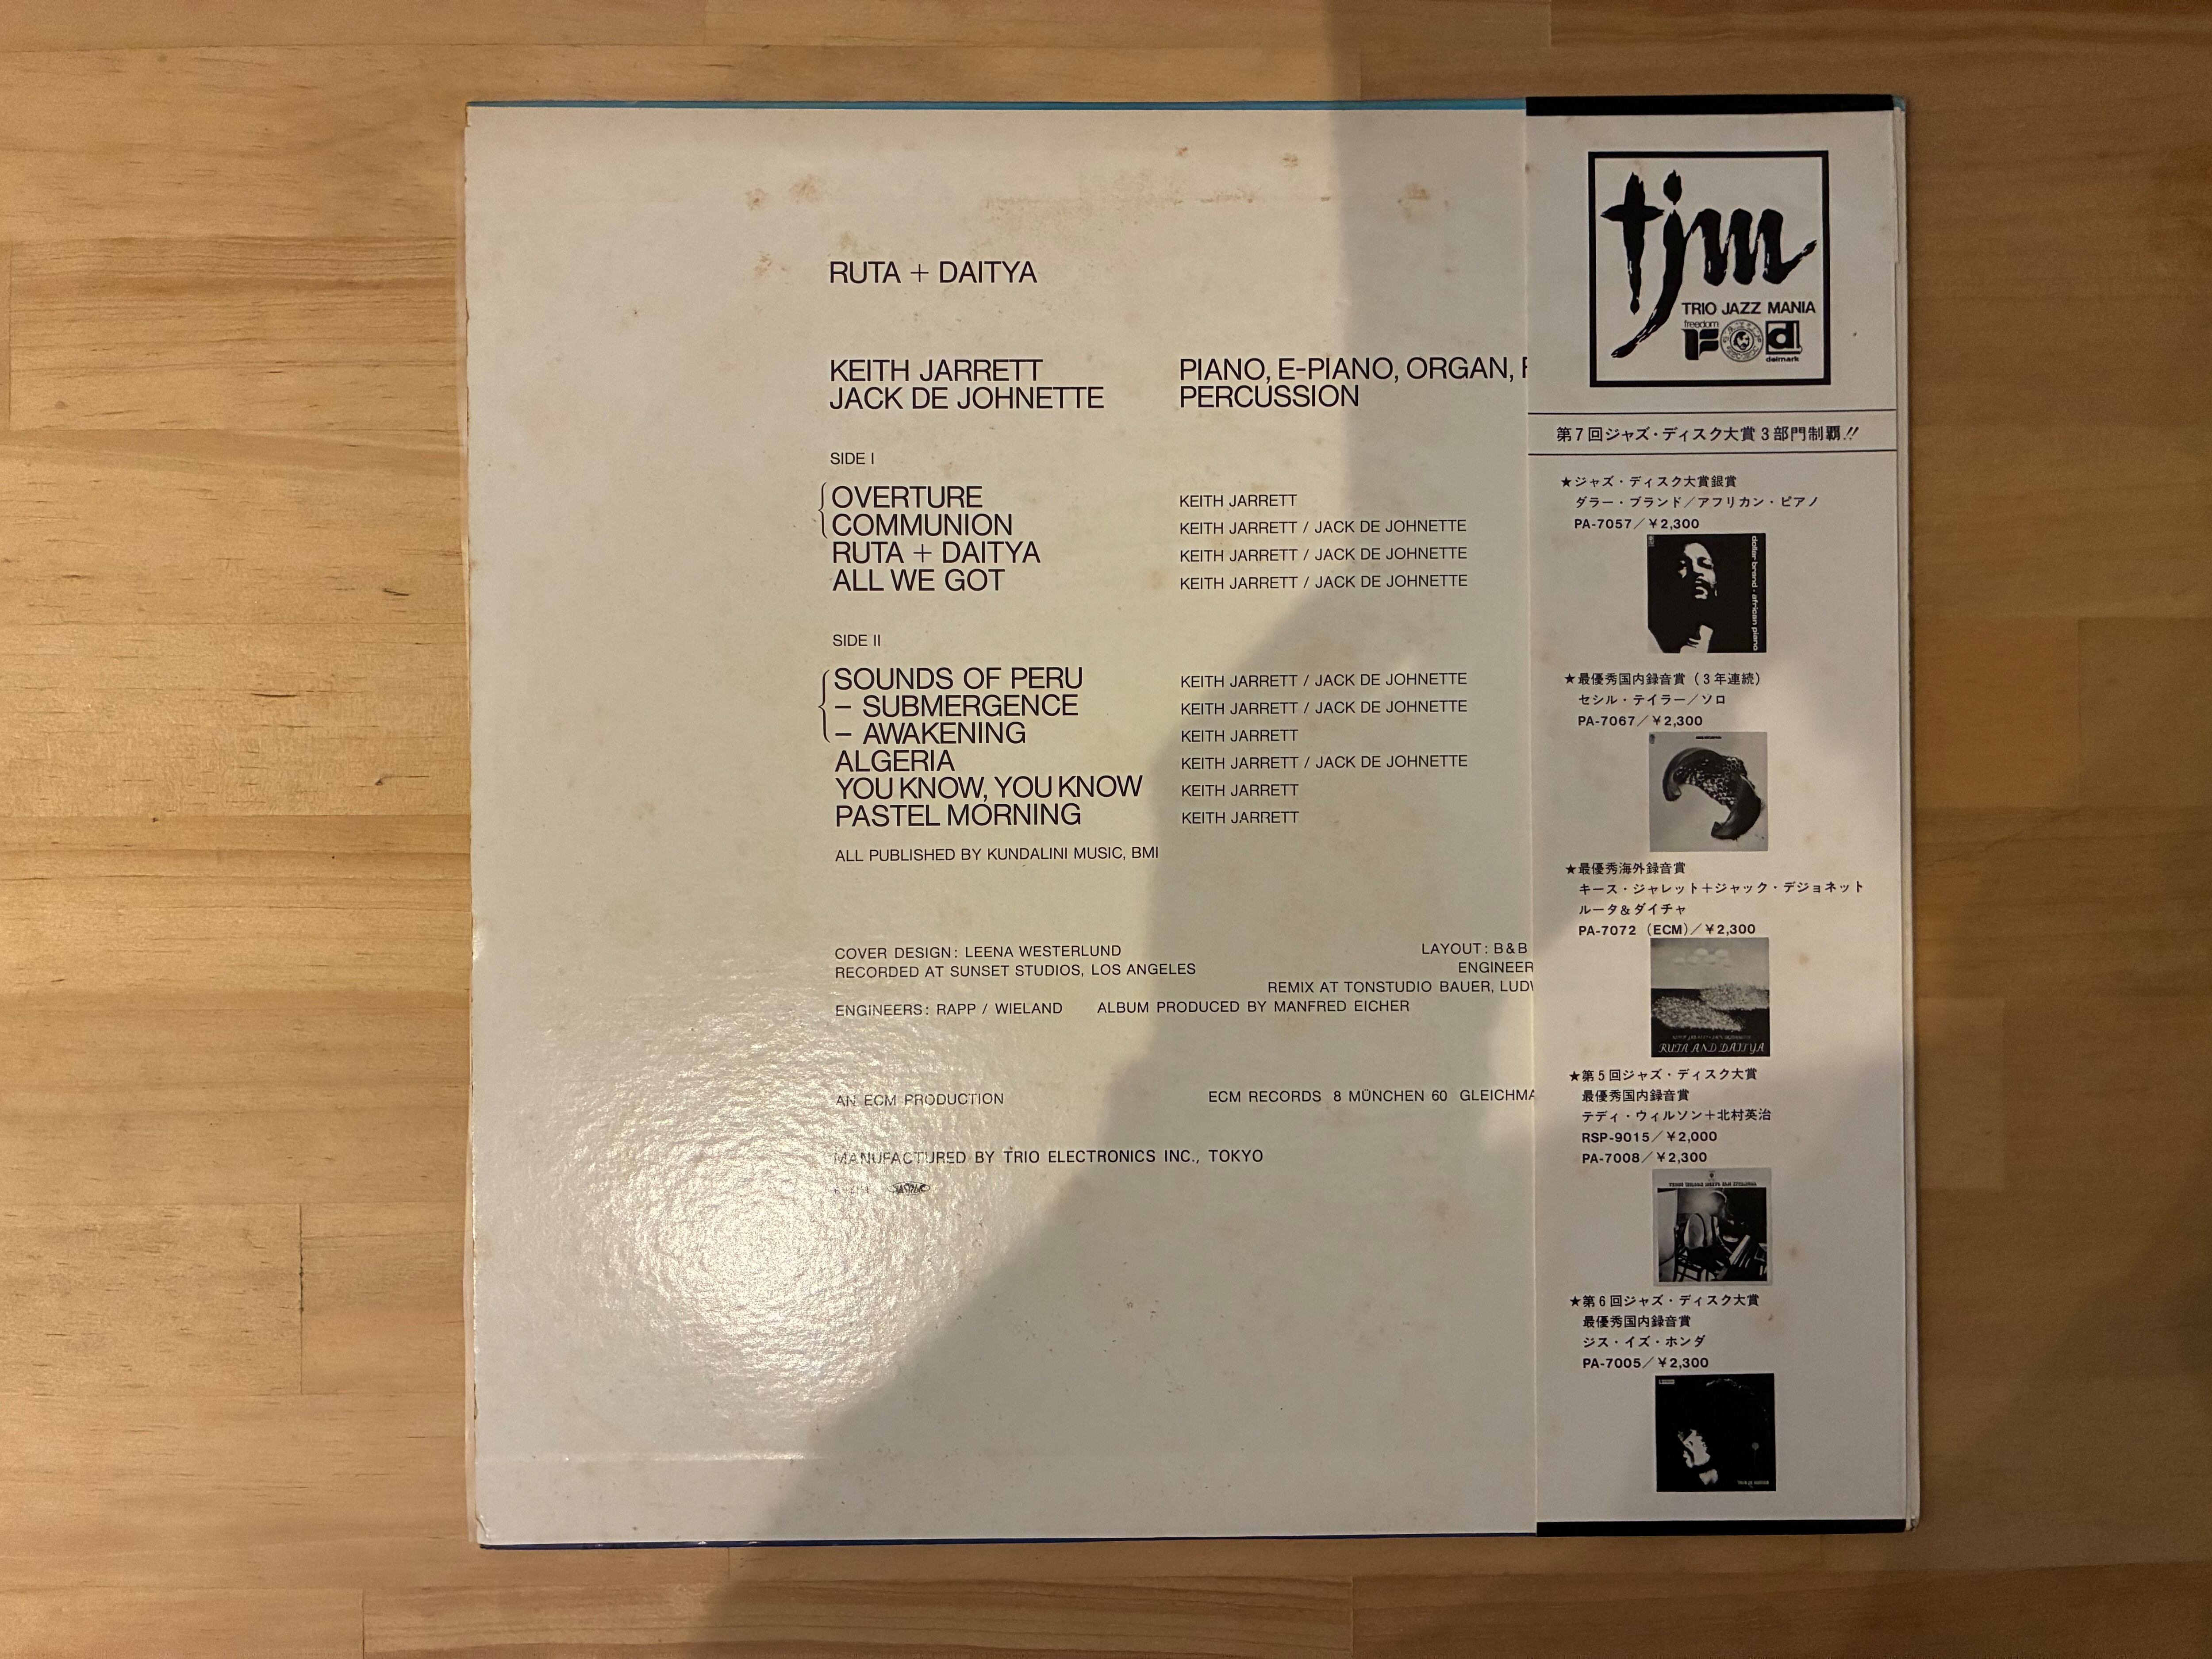 RUTA + DAITYA
KEITH JARRETT PIANO, E-PIANO, ORGAN,
JACK DE JOHNETTE PERCUSSION
SIDE I
OVERTURE KEITH JARRETT
COMMUNION KEITH JARRETT / JACK DE JOHNETTE
RUTA + DAITYA KEITH JARRETT / JACK DE JOHNETTE
ALL WE GOT KEITH JARRETT / JACK DE JOHNETTE
SIDE II
SOUNDS OF PERU KEITH JARRETT / JACK DE JOHNETTE
– SUBMERGENCE KEITH JARRETT / JACK DE JOHNETTE
– AWAKENING KEITH JARRETT
ALGERIA KEITH JARRETT / JACK DE JOHNETTE
YOU KNOW, YOU KNOW KEITH JARRETT
PASTEL MORNING KEITH JARRETT
ALL PUBLISHED BY KUNDALINI MUSIC, BMI
COVER DESIGN: LEENA WESTERLUND LAYOUT: B&B
RECORDED AT SUNSET STUDIOS, LOS ANGELES ENGINEER
REMIX AT TONSTUDIO BAUER,
ENGINEERS: RAPP / WIELAND ALBUM PRODUCED BY MANFRED EICHER
AN ECM PRODUCTION ECM RECORDS 8 MÜNCHEN 60
MANUFACTURED BY TRIO ELECTRONICS INC., TOKYO
tjm
TRIO JAZZ MANIA
freedom
delmark
第7回ジャズ・ディスク大賞3部門制覇!!
★ジャズ・ディスク大賞銀賞
ダラー・ブランド／アフリカン・ピアノ
PA-7057／¥2,300
dollar brand · african piano
★最優秀国内録音賞（3年連続）
セシル・テイラー／ソロ
PA-7067／¥2,300
★最優秀海外録音賞
キース・ジャレット＋ジャック・デジョネット
ルータ＆ダイチャ
PA-7072（ECM）／¥2,300
RUTA AND DAITYA
★第5回ジャズ・ディスク大賞
最優秀国内録音賞
テディ・ウィルソン＋北村英治
RSP-9015／¥2,000
PA-7008／¥2,300
★第6回ジャズ・ディスク大賞
最優秀国内録音賞
ジス・イズ・ホンダ
PA-7005／¥2,300